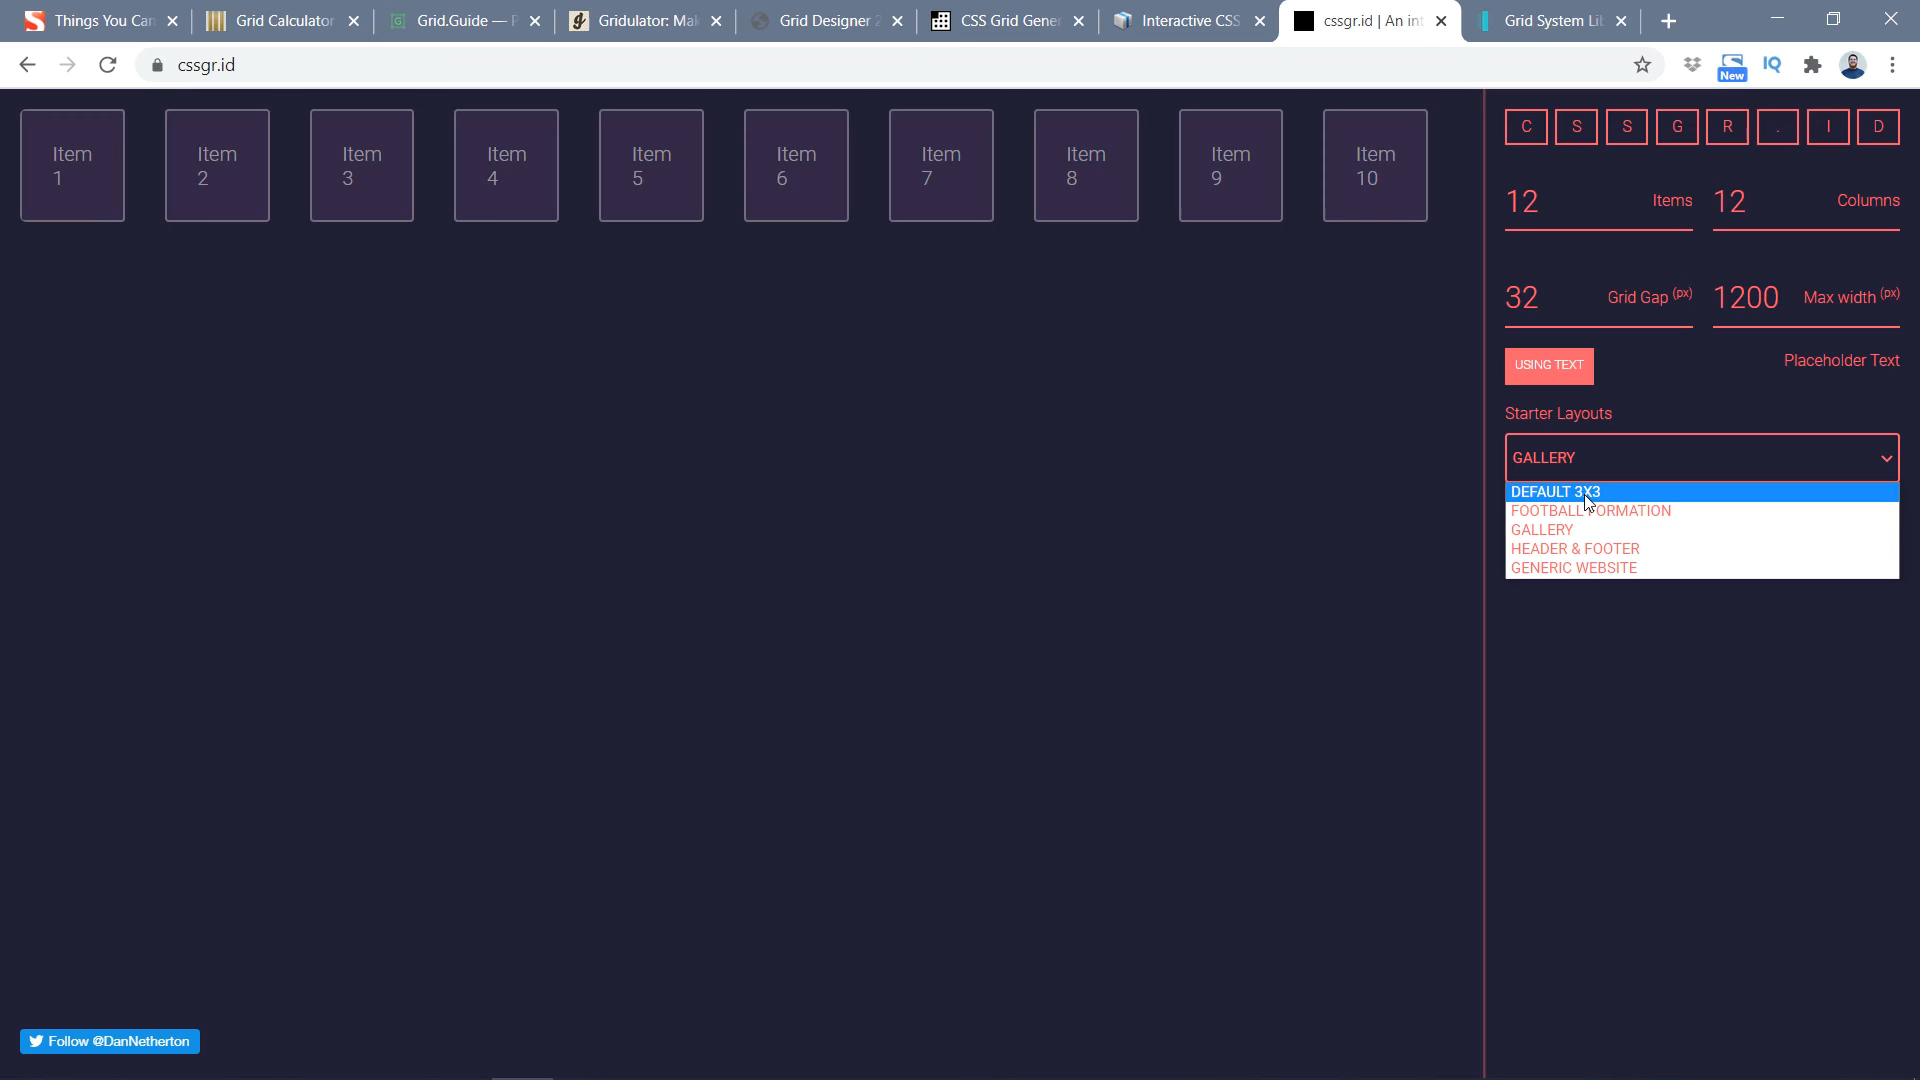 Things You Can
Grid Calculator
Grid.Guide — P
Gridulator: Mak
Grid Designer 2
CSS Grid Gene
Interactive CSS
cssgr.id | An int
Grid System Lib
cssgr.id
New
IQ
Item 1
Item 2
Item 3
Item 4
Item 5
Item 6
Item 7
Item 8
Item 9
Item 10
C S S G R . I D
12 Items 12 Columns
32 Grid Gap (px) 1200 Max width (px)
USING TEXT Placeholder Text
Starter Layouts
GALLERY
DEFAULT 3X3
FOOTBALL FORMATION
GALLERY
HEADER & FOOTER
GENERIC WEBSITE
Follow @DanNetherton